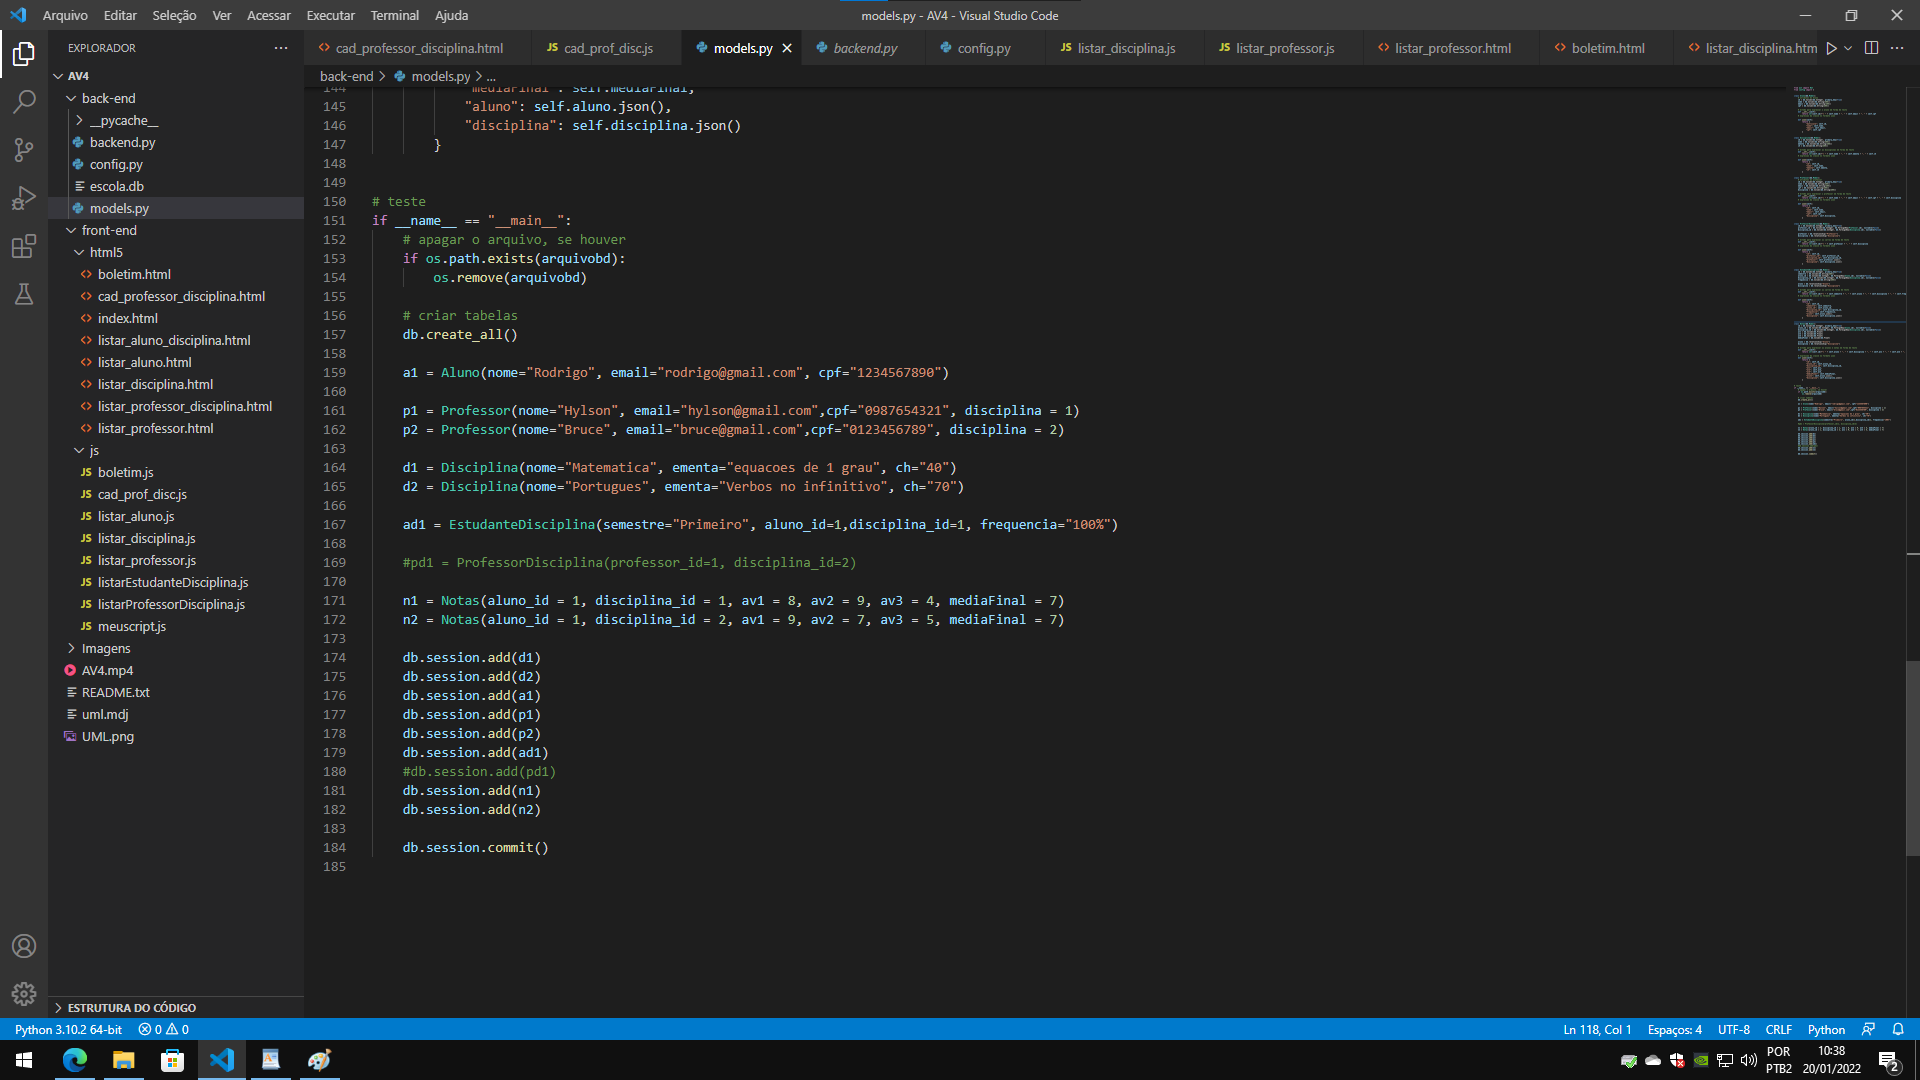 Arquivo Editar Seleção Ver Acessar Executar Terminal Ajuda
models.py - AV4 - Visual Studio Code
EXPLORADOR
cad_professor_disciplina.html cad_prof_disc.js models.py backend.py config.py listar_disciplina.js listar_professor.js listar_professor.html boletim.html listar_disciplina.htm
back-end > models.py > ...
AV4
back-end
__pycache__
backend.py
config.py
escola.db
models.py
front-end
html5
boletim.html
cad_professor_disciplina.html
index.html
listar_aluno_disciplina.html
listar_aluno.html
listar_disciplina.html
listar_professor_disciplina.html
listar_professor.html
js
JS boletim.js
JS cad_prof_disc.js
JS listar_aluno.js
JS listar_disciplina.js
JS listar_professor.js
JS listarEstudanteDisciplina.js
JS listarProfessorDisciplina.js
JS meuscript.js
Imagens
AV4.mp4
README.txt
uml.mdj
UML.png
ESTRUTURA DO CÓDIGO
144 "mediaFinal": self.mediaFinal,
145 "aluno": self.aluno.json(),
146 "disciplina": self.disciplina.json()
147 }
148
149
150 # teste
151 if __name__ == "__main__":
152 # apagar o arquivo, se houver
153 if os.path.exists(arquivobd):
154 os.remove(arquivobd)
155
156 # criar tabelas
157 db.create_all()
158
159 a1 = Aluno(nome="Rodrigo", email="rodrigo@gmail.com", cpf="1234567890")
160
161 p1 = Professor(nome="Hylson", email="hylson@gmail.com",cpf="0987654321", disciplina = 1)
162 p2 = Professor(nome="Bruce", email="bruce@gmail.com",cpf="0123456789", disciplina = 2)
163
164 d1 = Disciplina(nome="Matematica", ementa="equacoes de 1 grau", ch="40")
165 d2 = Disciplina(nome="Portugues", ementa="Verbos no infinitivo", ch="70")
166
167 ad1 = EstudanteDisciplina(semestre="Primeiro", aluno_id=1,disciplina_id=1, frequencia="100%")
168
169 #pd1 = ProfessorDisciplina(professor_id=1, disciplina_id=2)
170
171 n1 = Notas(aluno_id = 1, disciplina_id = 1, av1 = 8, av2 = 9, av3 = 4, mediaFinal = 7)
172 n2 = Notas(aluno_id = 1, disciplina_id = 2, av1 = 9, av2 = 7, av3 = 5, mediaFinal = 7)
173
174 db.session.add(d1)
175 db.session.add(d2)
176 db.session.add(a1)
177 db.session.add(p1)
178 db.session.add(p2)
179 db.session.add(ad1)
180 #db.session.add(pd1)
181 db.session.add(n1)
182 db.session.add(n2)
183
184 db.session.commit()
185
Python 3.10.2 64-bit 0 0
Ln 118, Col 1 Espaços: 4 UTF-8 CRLF Python
POR
PTB2
10:38
20/01/2022
2